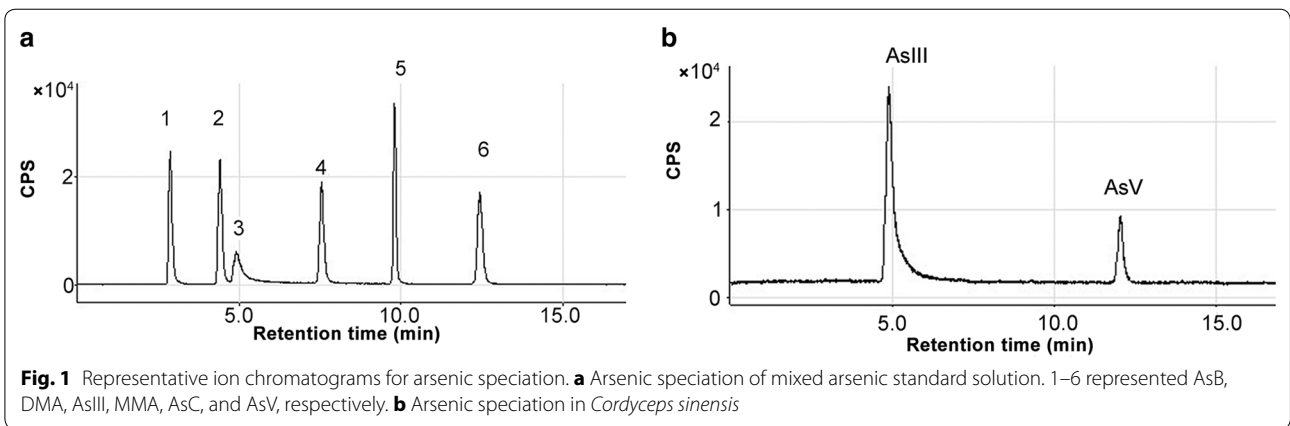 a
×10⁴
CPS
2
0
1
2
3
4
5
6
5.0
10.0
15.0
Retention time (min)
b
×10⁴
CPS
2
1
0
AsIII
AsV
5.0
10.0
15.0
Retention time (min)
Fig. 1 Representative ion chromatograms for arsenic speciation. a Arsenic speciation of mixed arsenic standard solution. 1–6 represented AsB,
DMA, AsIII, MMA, AsC, and AsV, respectively. b Arsenic speciation in Cordyceps sinensis